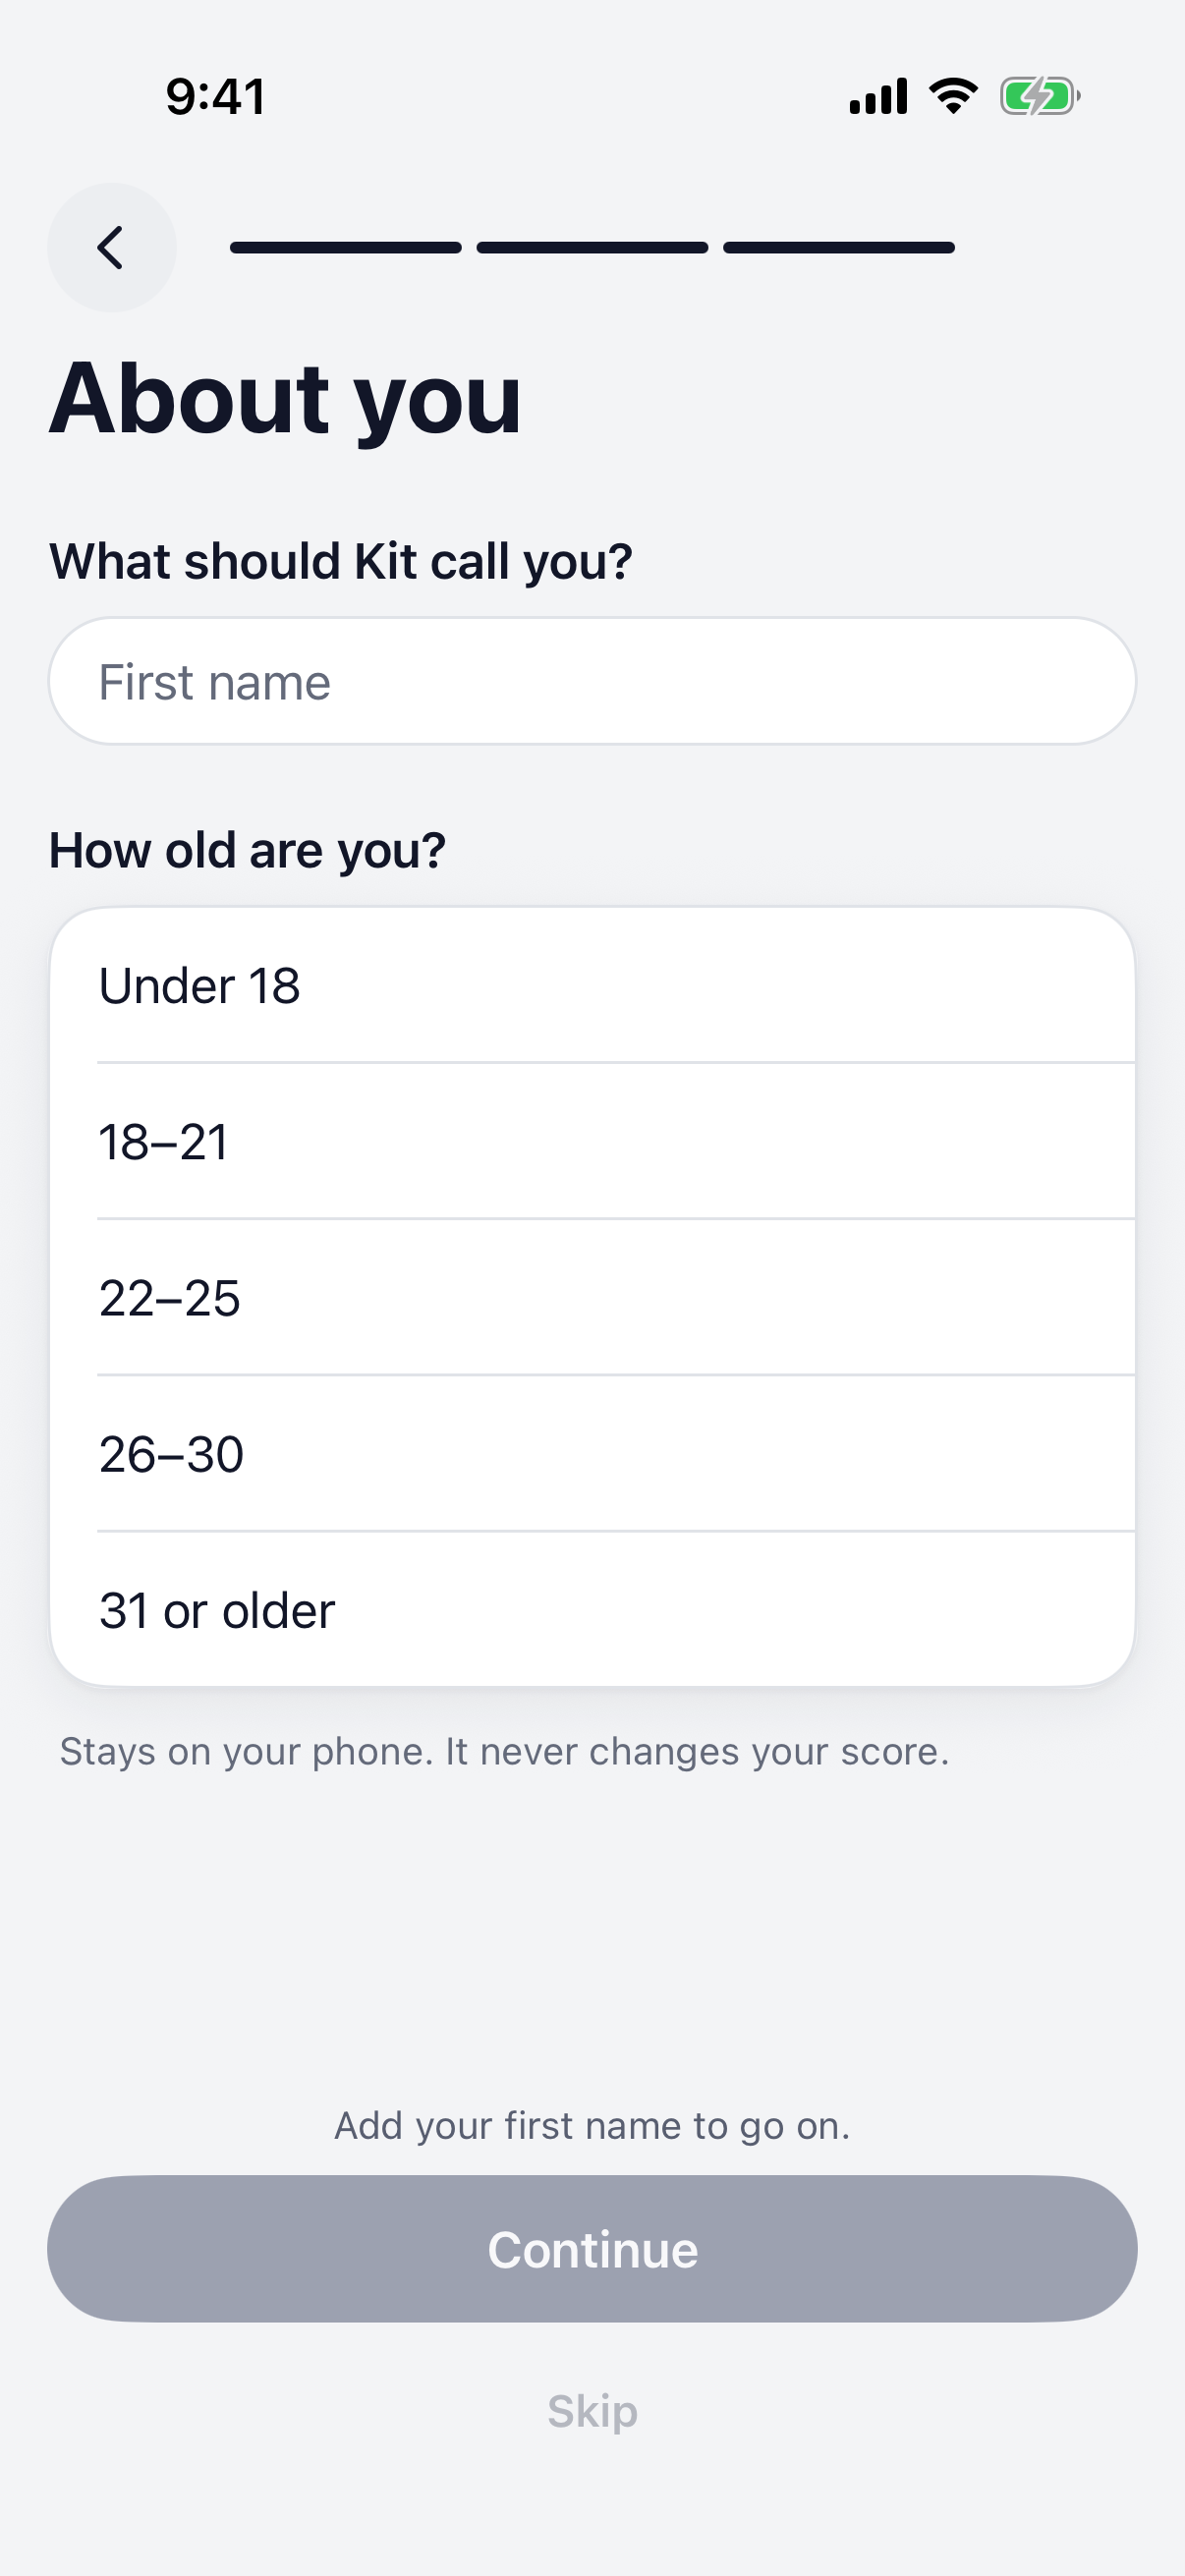 9:41
About you
What should Kit call you?
First name
How old are you?
Under 18
18–21
22–25
26–30
31 or older
Stays on your phone. It never changes your score.
Add your first name to go on.
Continue
Skip